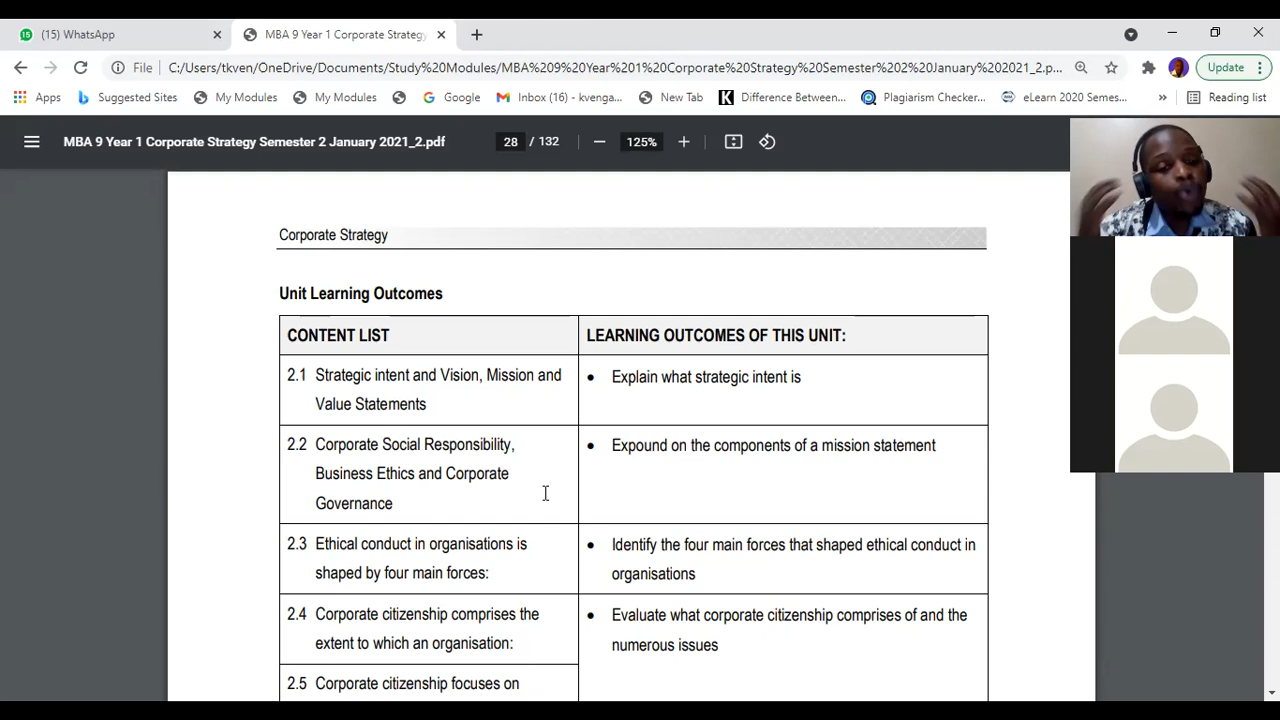 15
(15) WhatsApp
MBA 9 Year 1 Corporate Strategy
File
C:/Users/tkven/OneDrive/Documents/Study%20Modules/MBA%209%20Year%201%20Corporate%20Strategy%20Semester%202%20January%202021_2.p...
Update
Apps
Suggested Sites
My Modules
My Modules
Google
Inbox (16) - kvenga...
New Tab
Difference Between...
Plagiarism Checker...
eLearn 2020 Semes...
»
Reading list
MBA 9 Year 1 Corporate Strategy Semester 2 January 2021_2.pdf
28 / 132
125%
Corporate Strategy
Unit Learning Outcomes
CONTENT LIST
LEARNING OUTCOMES OF THIS UNIT:
2.1 Strategic intent and Vision, Mission and
Value Statements
• Explain what strategic intent is
2.2 Corporate Social Responsibility,
Business Ethics and Corporate
Governance
• Expound on the components of a mission statement
2.3 Ethical conduct in organisations is
shaped by four main forces:
• Identify the four main forces that shaped ethical conduct in
organisations
2.4 Corporate citizenship comprises the
extent to which an organisation:
• Evaluate what corporate citizenship comprises of and the
numerous issues
2.5 Corporate citizenship focuses on